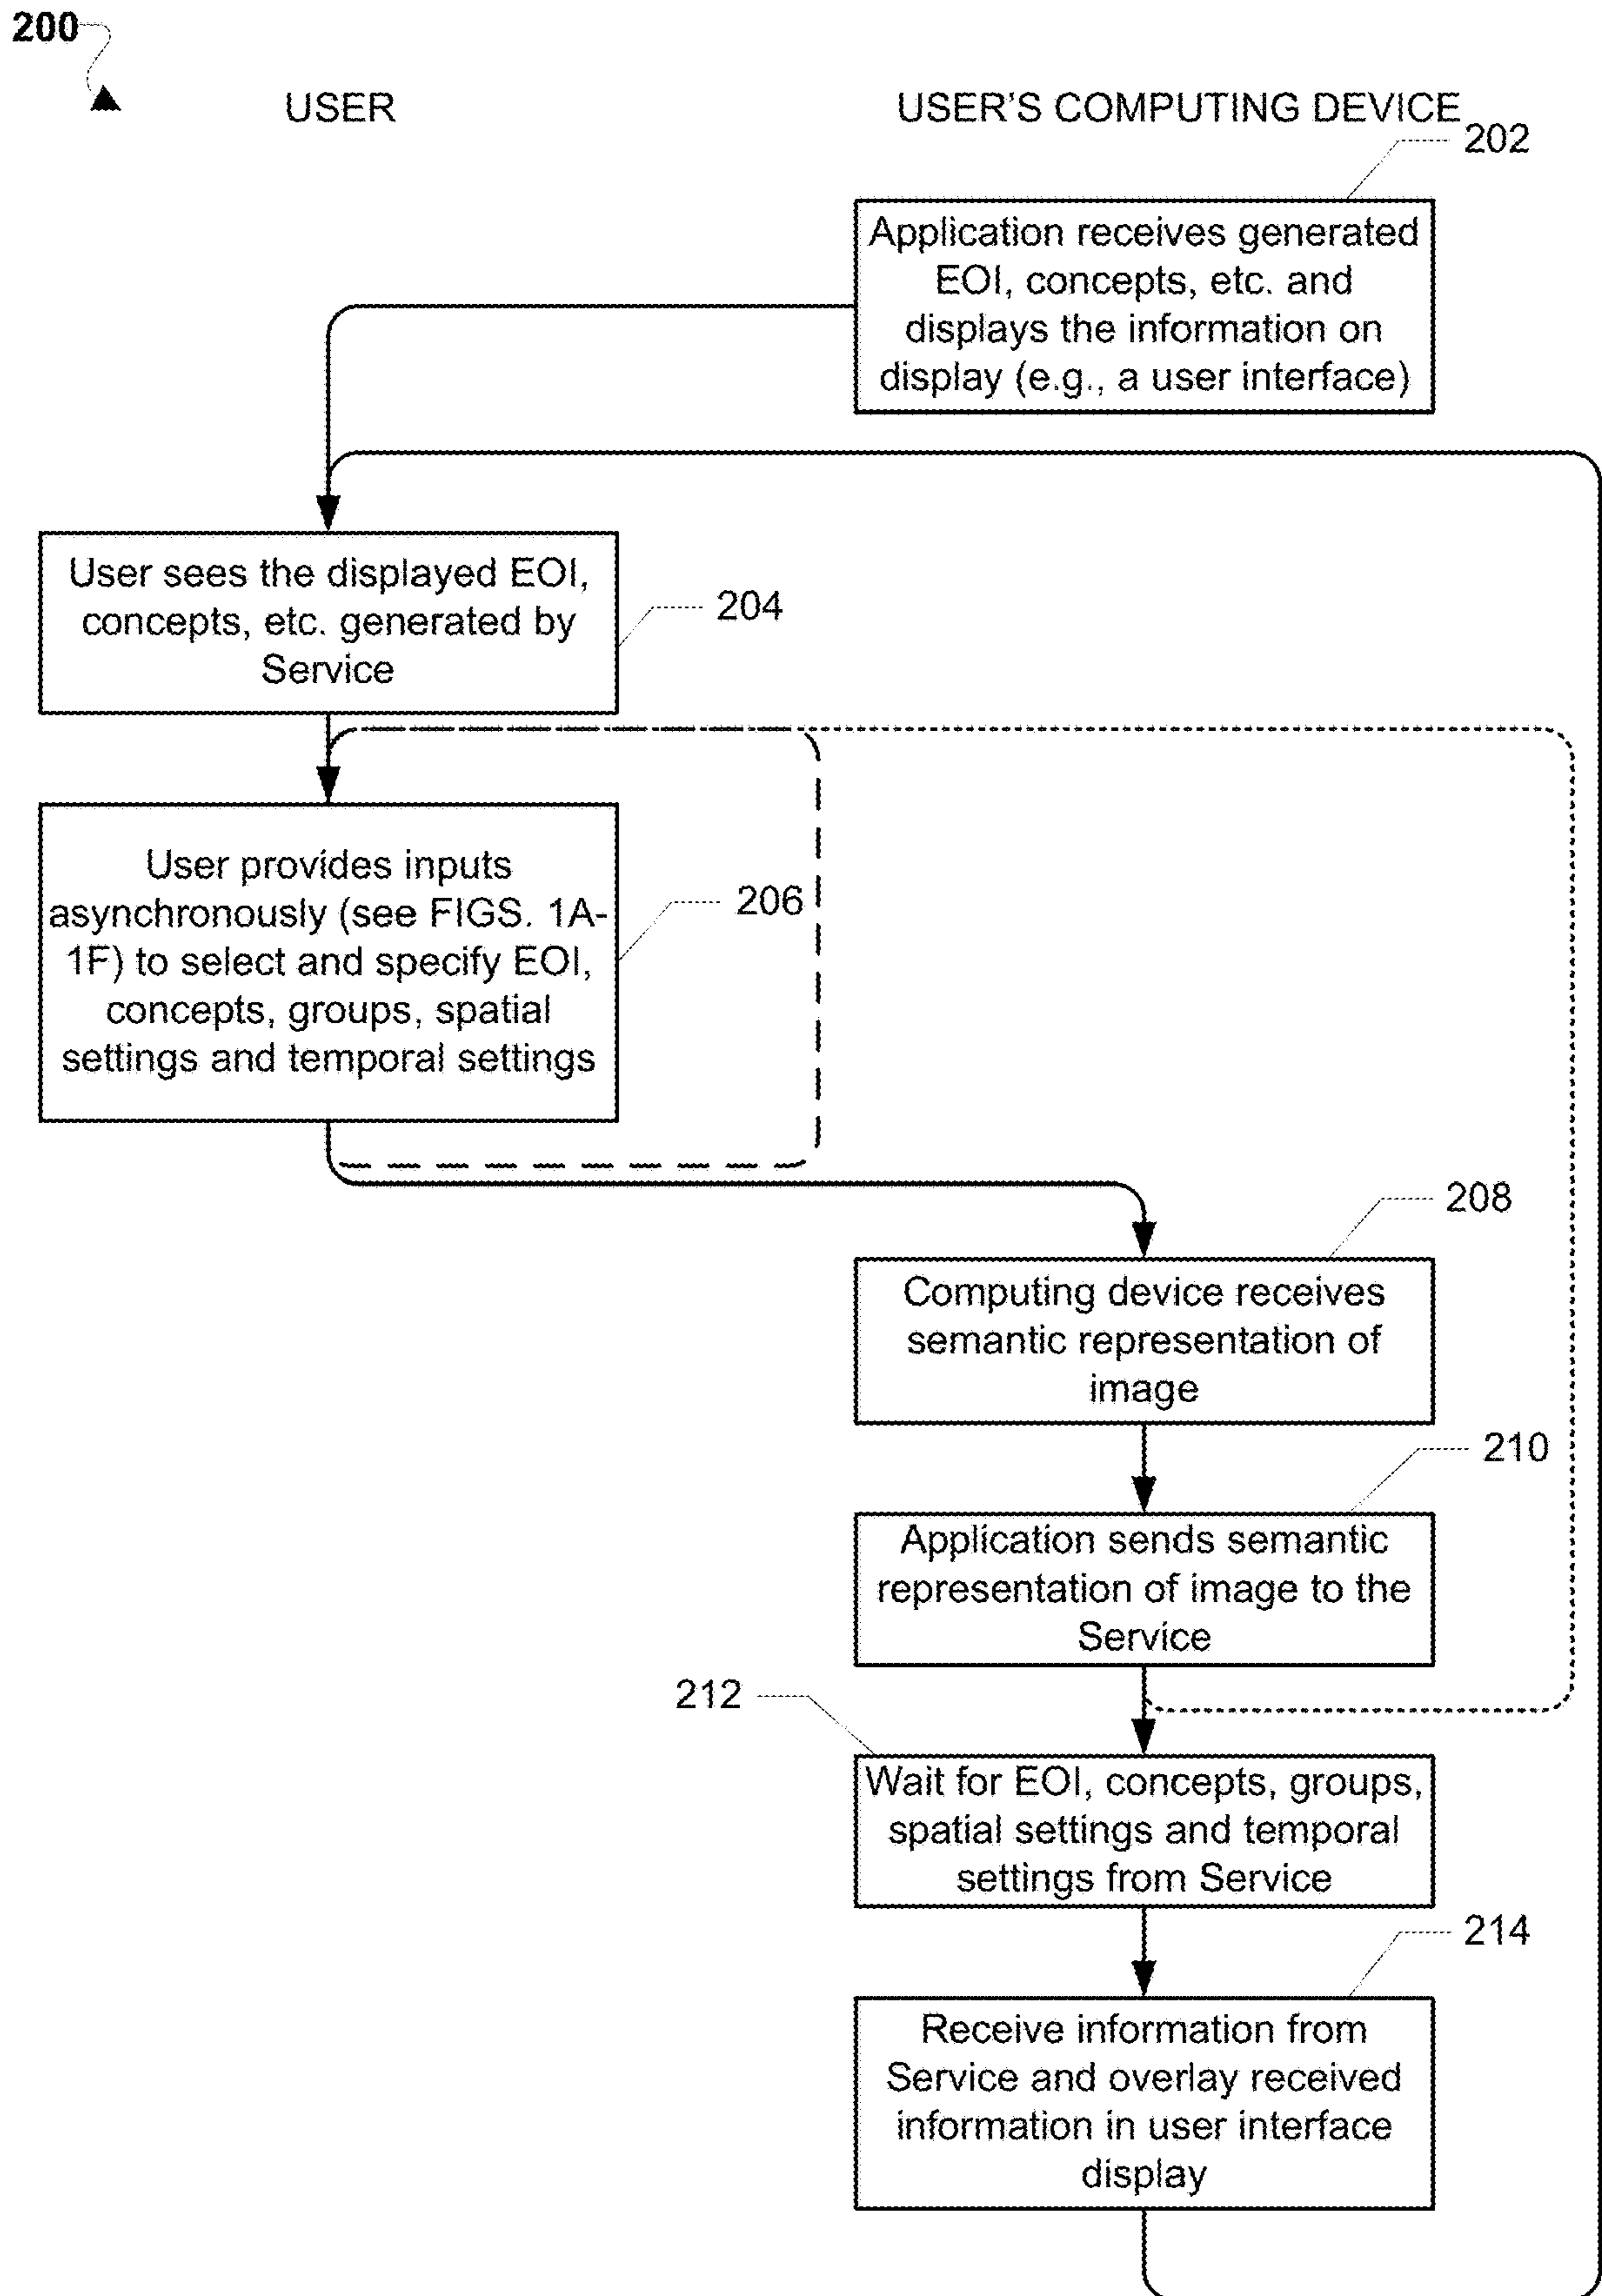 200
USER
USER'S COMPUTING DEVICE
202
Application receives generated
EOI, concepts, etc. and
displays the information on
display (e.g., a user interface)
User sees the displayed EOI,
concepts, etc. generated by
Service
204
User provides inputs
asynchronously (see FIGS. 1A-
1F) to select and specify EOI,
concepts, groups, spatial
settings and temporal settings
206
208
Computing device receives
semantic representation of
image
210
Application sends semantic
representation of image to the
Service
212
Wait for EOI, concepts, groups,
spatial settings and temporal
settings from Service
214
Receive information from
Service and overlay received
information in user interface
display